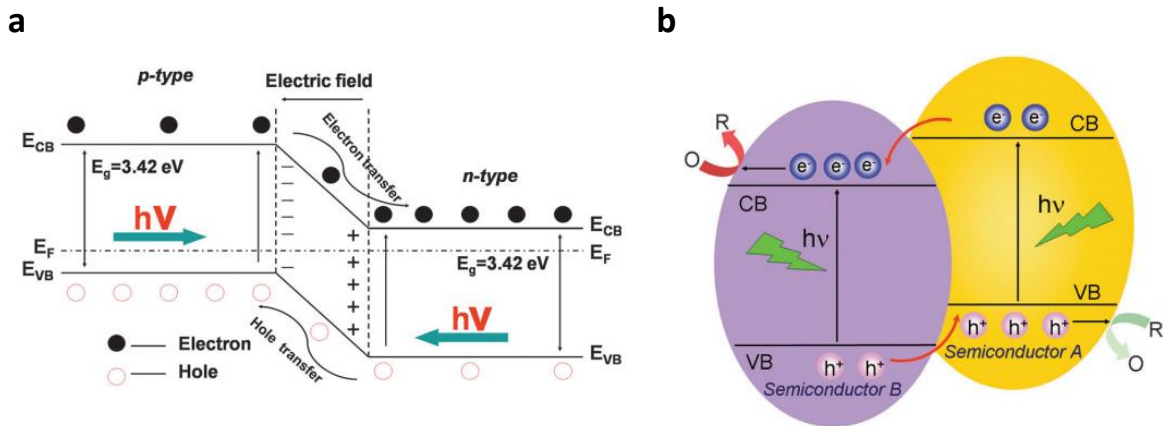 a
p-type
Electric field
E_CB
E_g=3.42 eV
Electron transfer
n-type
hV
E_CB
E_F
E_F
E_VB
E_g=3.42 eV
hV
Hole transfer
E_VB
Electron
Hole
b
R
O
e⁻ e⁻
CB
e⁻ e⁻ e⁻
CB
hν
hν
VB
h⁺ h⁺ h⁺
Semiconductor A
R
O
VB
h⁺ h⁺
Semiconductor B